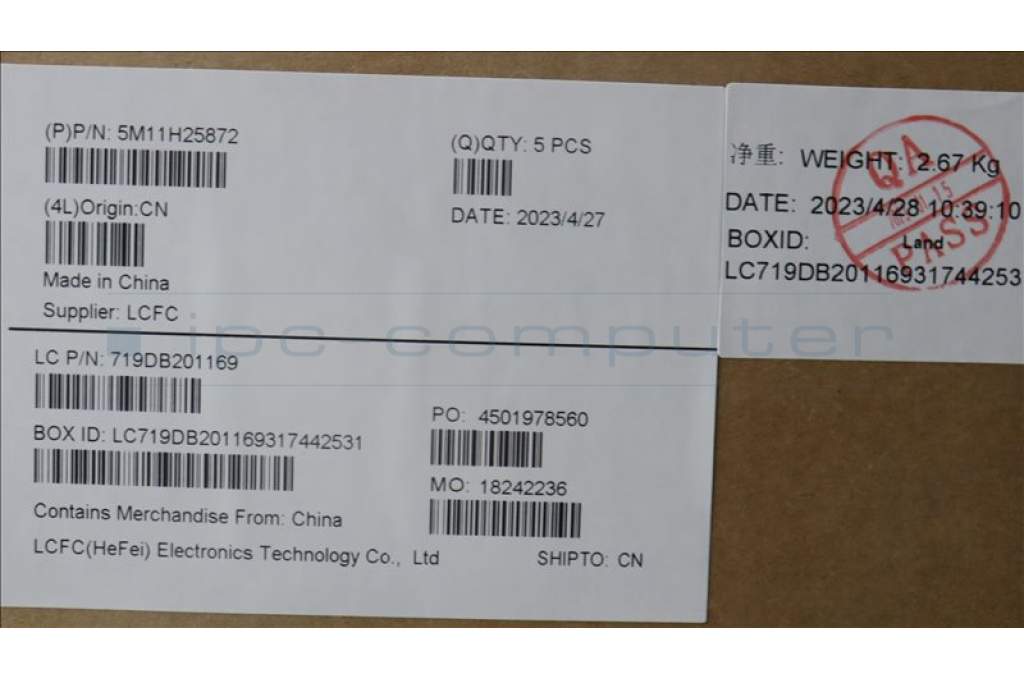 (P)P/N: 5M11H25872
(Q)QTY: 5 PCS
(4L)Origin:CN
DATE: 2023/4/27
Made in China
Supplier: LCFC
LC P/N: 719DB201169
PO: 4501978560
BOX ID: LC719DB201169317442531
MO: 18242236
Contains Merchandise From: China
LCFC(HeFei) Electronics Technology Co., Ltd SHIPTO: CN
净重: WEIGHT: 2.67 Kg
DATE: 2023/4/28 10:39:10
BOXID: Land
LC719DB20116931744253
QA
PASS
ipc computer